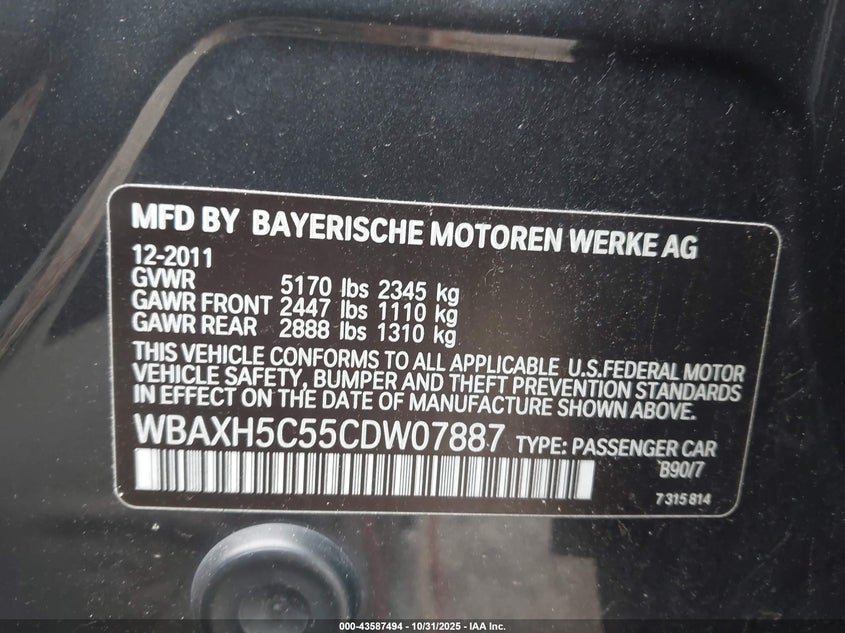 MFD BY BAYERISCHE MOTOREN WERKE AG
12-2011
GVWR 5170 lbs 2345 kg
GAWR FRONT 2447 lbs 1110 kg
GAWR REAR 2888 lbs 1310 kg
THIS VEHICLE CONFORMS TO ALL APPLICABLE U.S.FEDERAL MOTOR
VEHICLE SAFETY, BUMPER AND THEFT PREVENTION STANDARDS
IN EFFECT ON THE DATE OF MANUFACTURE SHOWN ABOVE.
WBAXH5C55CDW07887 TYPE: PASSENGER CAR
B90/7
7 315 814
000-43587494 - 10/31/2025 - IAA Inc.